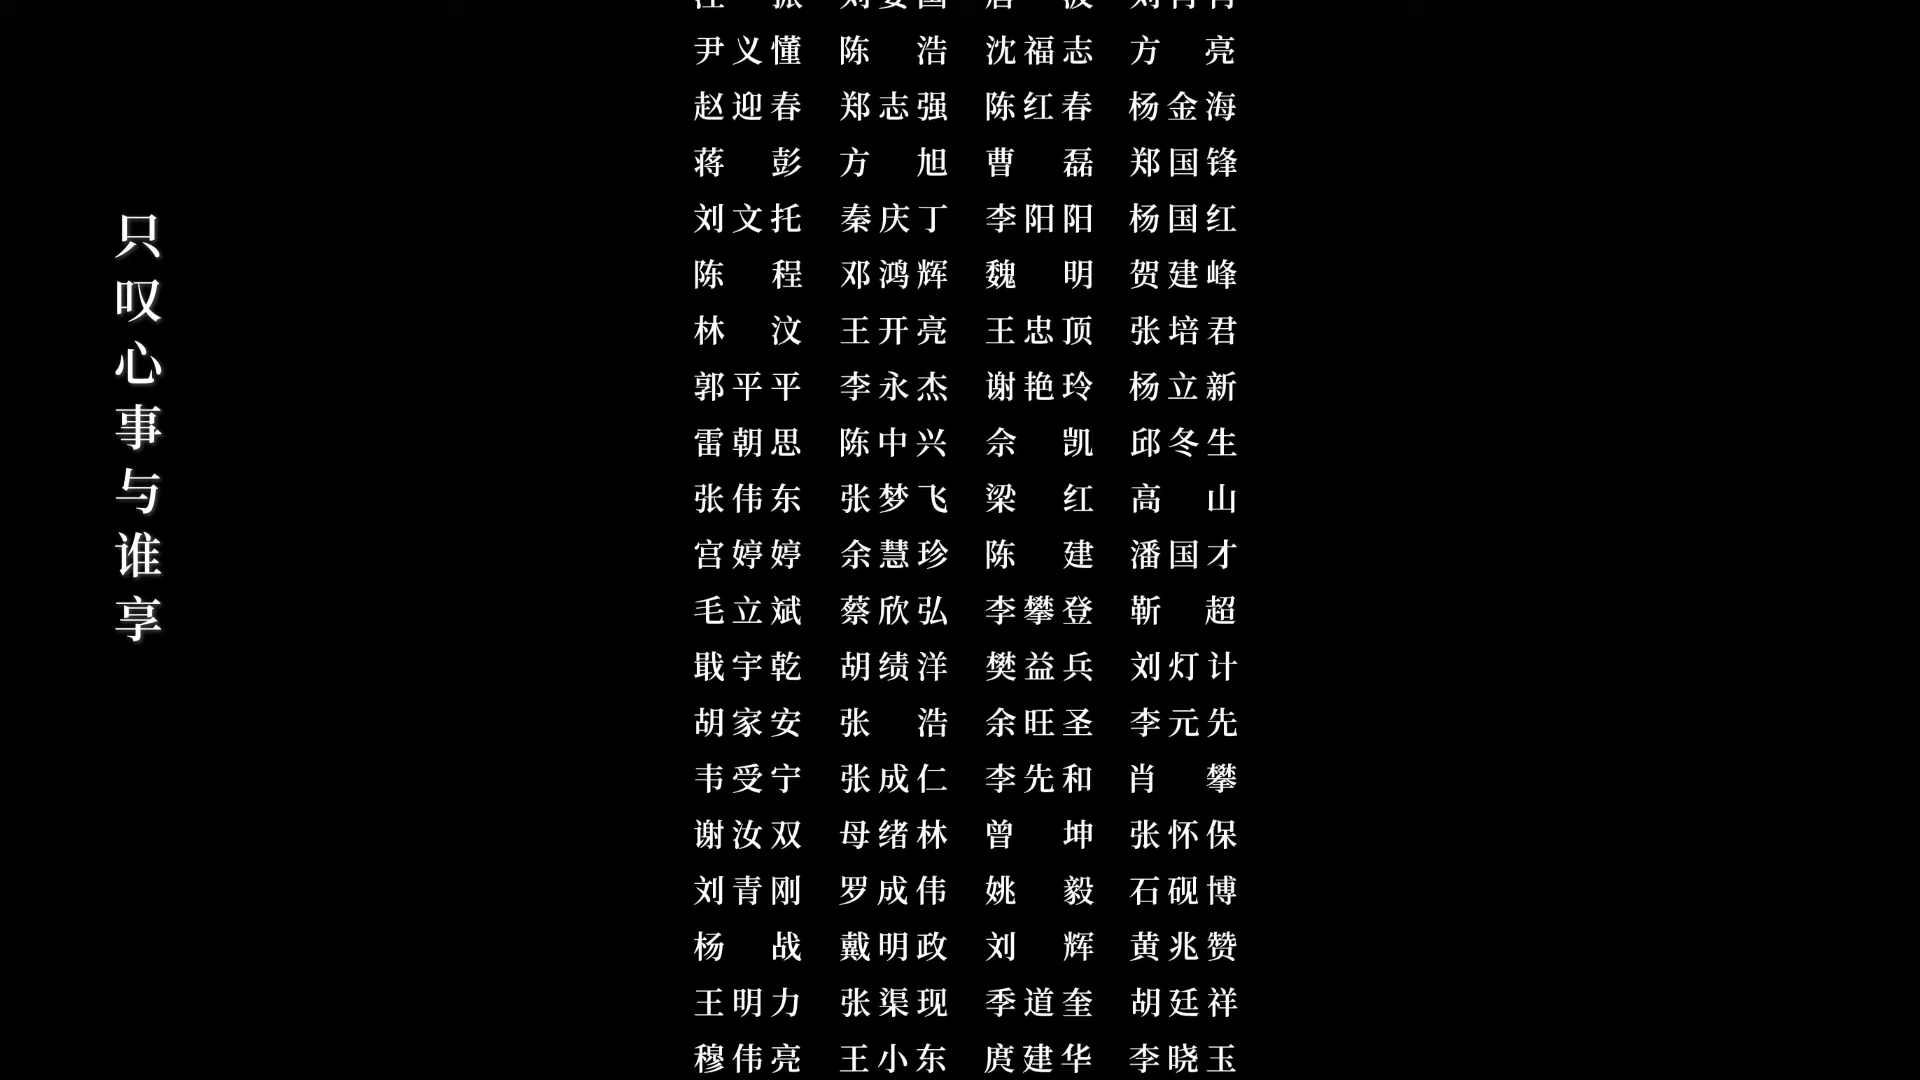 只叹心事与谁享
尹义懂 陈浩 沈福志 方亮
赵迎春 郑志强 陈红春 杨金海
蒋彭 方旭 曹磊 郑国锋
刘文托 秦庆丁 李阳阳 杨国红
陈程 邓鸿辉 魏明 贺建峰
林汶 王开亮 王忠顶 张培君
郭平平 李永杰 谢艳玲 杨立新
雷朝思 陈中兴 佘凯 邱冬生
张伟东 张梦飞 梁红 高山
宫婷婷 余慧珍 陈建 潘国才
毛立斌 蔡欣弘 李攀登 靳超
戢宇乾 胡绩洋 樊益兵 刘灯计
胡家安 张浩 余旺圣 李元先
韦受宁 张成仁 李先和 肖攀
谢汝双 母绪林 曾坤 张怀保
刘青刚 罗成伟 姚毅 石砚博
杨战 戴明政 刘辉 黄兆赞
王明力 张渠现 季道奎 胡廷祥
穆伟亮 王小东 庹建华 李晓玉